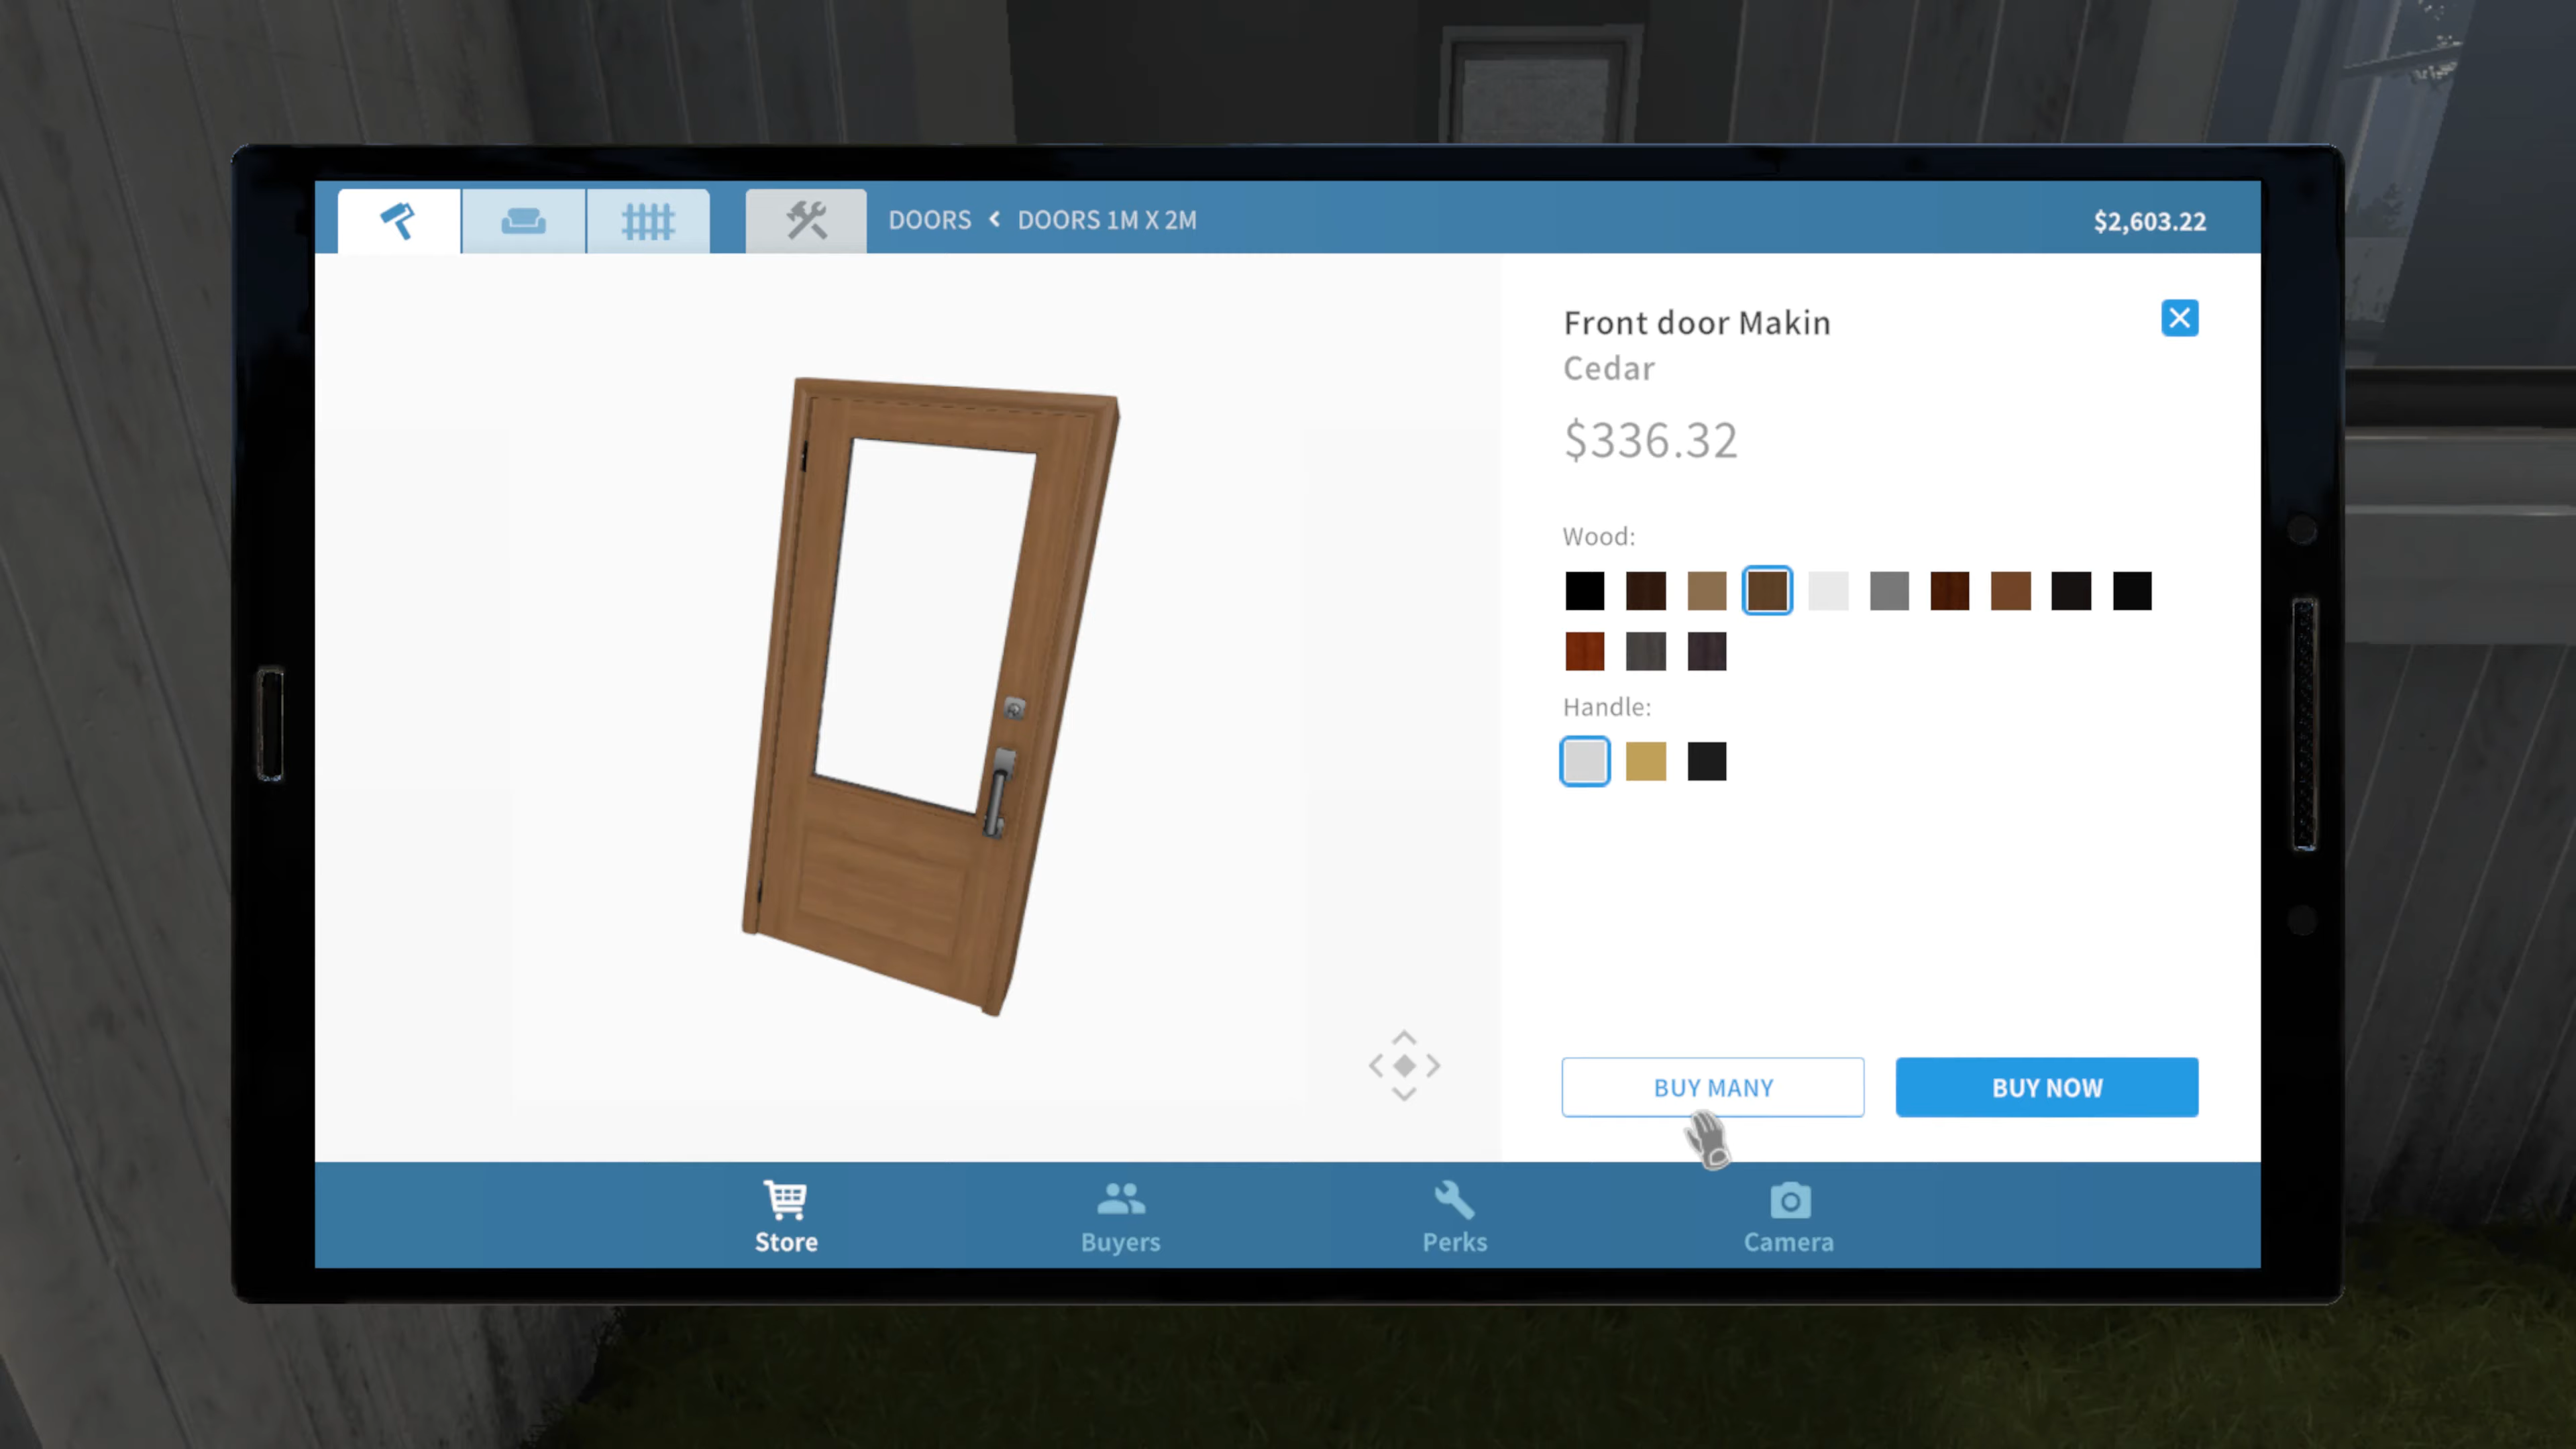 DOORS < DOORS 1M X 2M
$2,603.22
Front door Makin
Cedar
$336.32
Wood:
Handle:
BUY MANY
BUY NOW
Store
Buyers
Perks
Camera